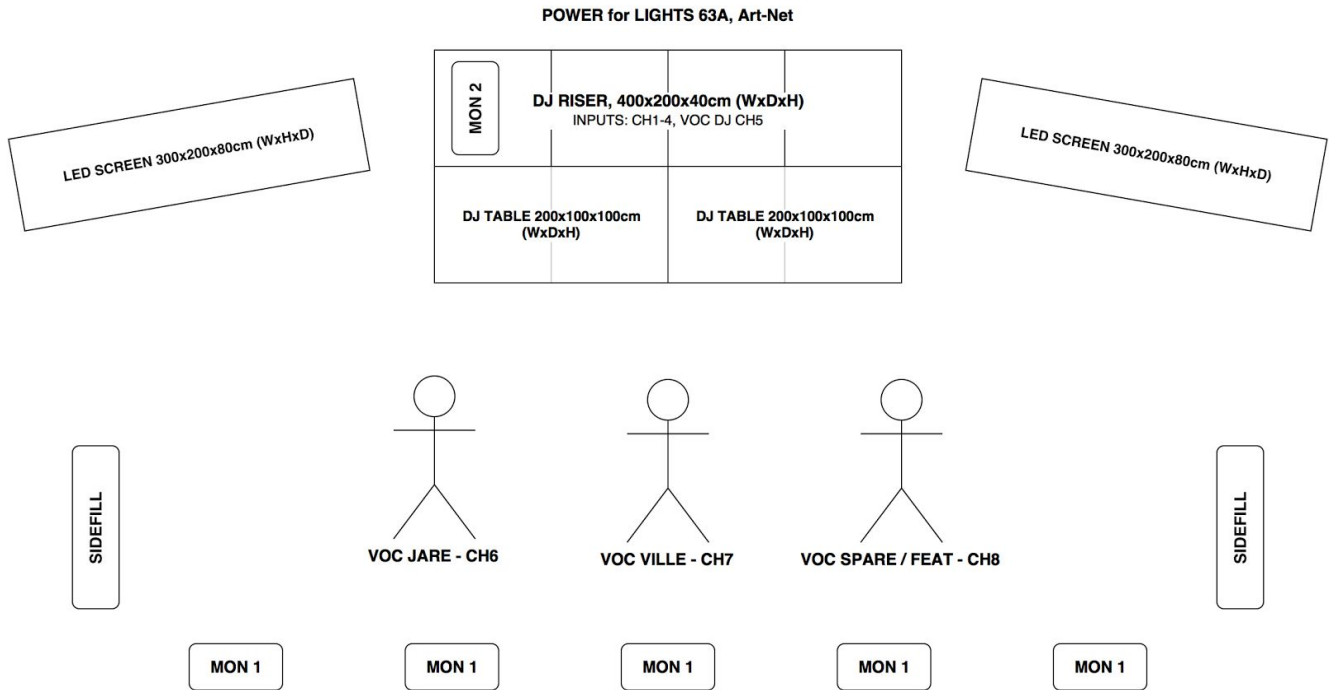 POWER for LIGHTS 63A, Art-Net
MON 2
DJ RISER, 400x200x40cm (WxDxH)
INPUTS: CH1-4, VOC DJ CH5
LED SCREEN 300x200x80cm (WxHxD)
LED SCREEN 300x200x80cm (WxHxD)
DJ TABLE 200x100x100cm
(WxDxH)
DJ TABLE 200x100x100cm
(WxDxH)
SIDEFILL
VOC JARE - CH6
VOC VILLE - CH7
VOC SPARE / FEAT - CH8
SIDEFILL
MON 1
MON 1
MON 1
MON 1
MON 1